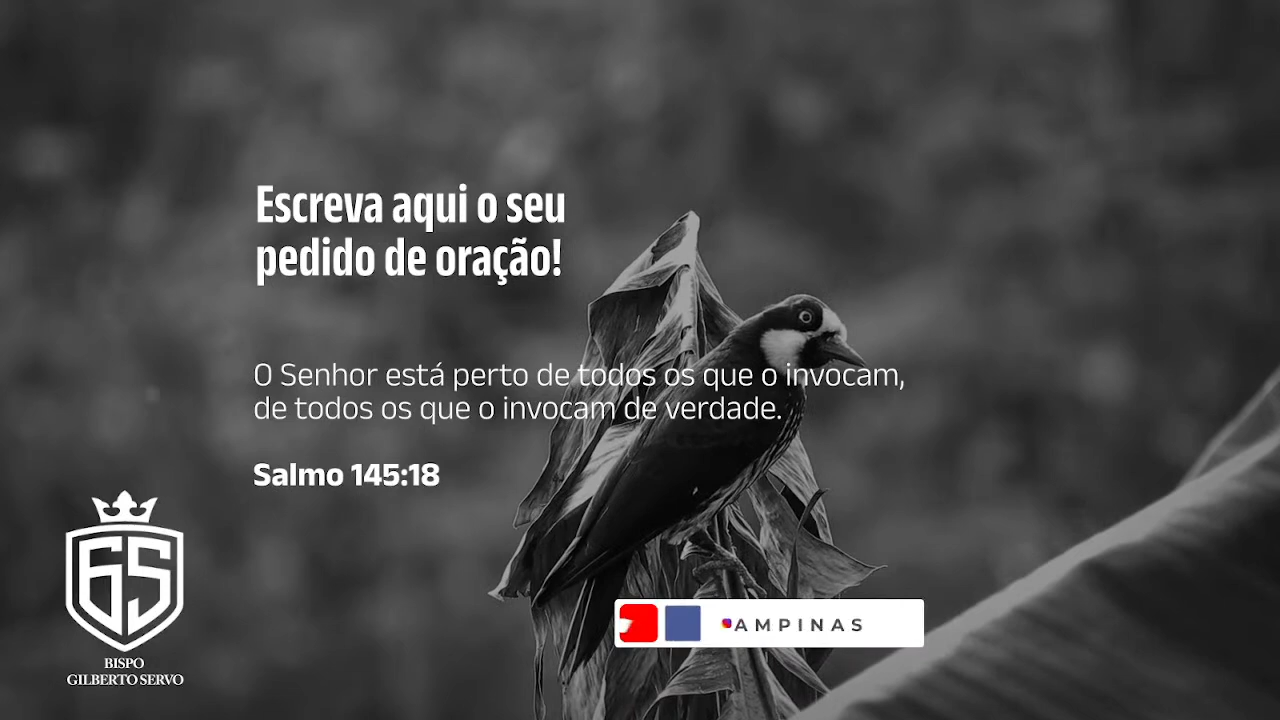 Escreva aqui o seu
pedido de oração!
O Senhor está perto de todos os que o invocam,
de todos os que o invocam de verdade.
Salmo 145:18
GS
BISPO
GILBERTO SERVO
AMPINAS